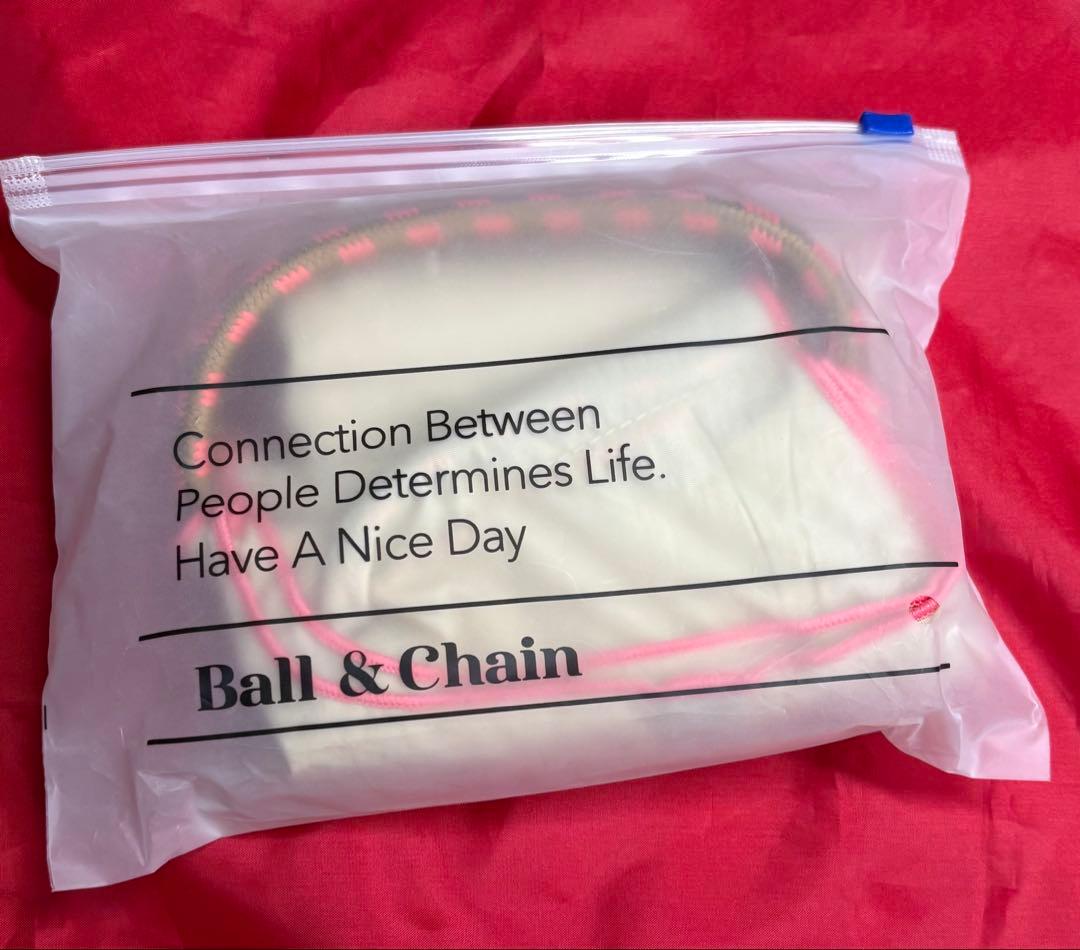 Connection Between
People Determines Life.
Have A Nice Day
Ball & Chain